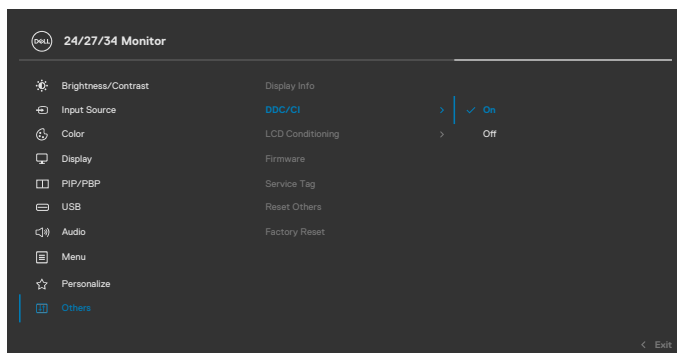 DELL
24/27/34 Monitor
Brightness/Contrast
Input Source
Color
Display
PIP/PBP
USB
Audio
Menu
Personalize
Others
Display Info
DDC/CI
LCD Conditioning
Firmware
Service Tag
Reset Others
Factory Reset
On
Off
Exit